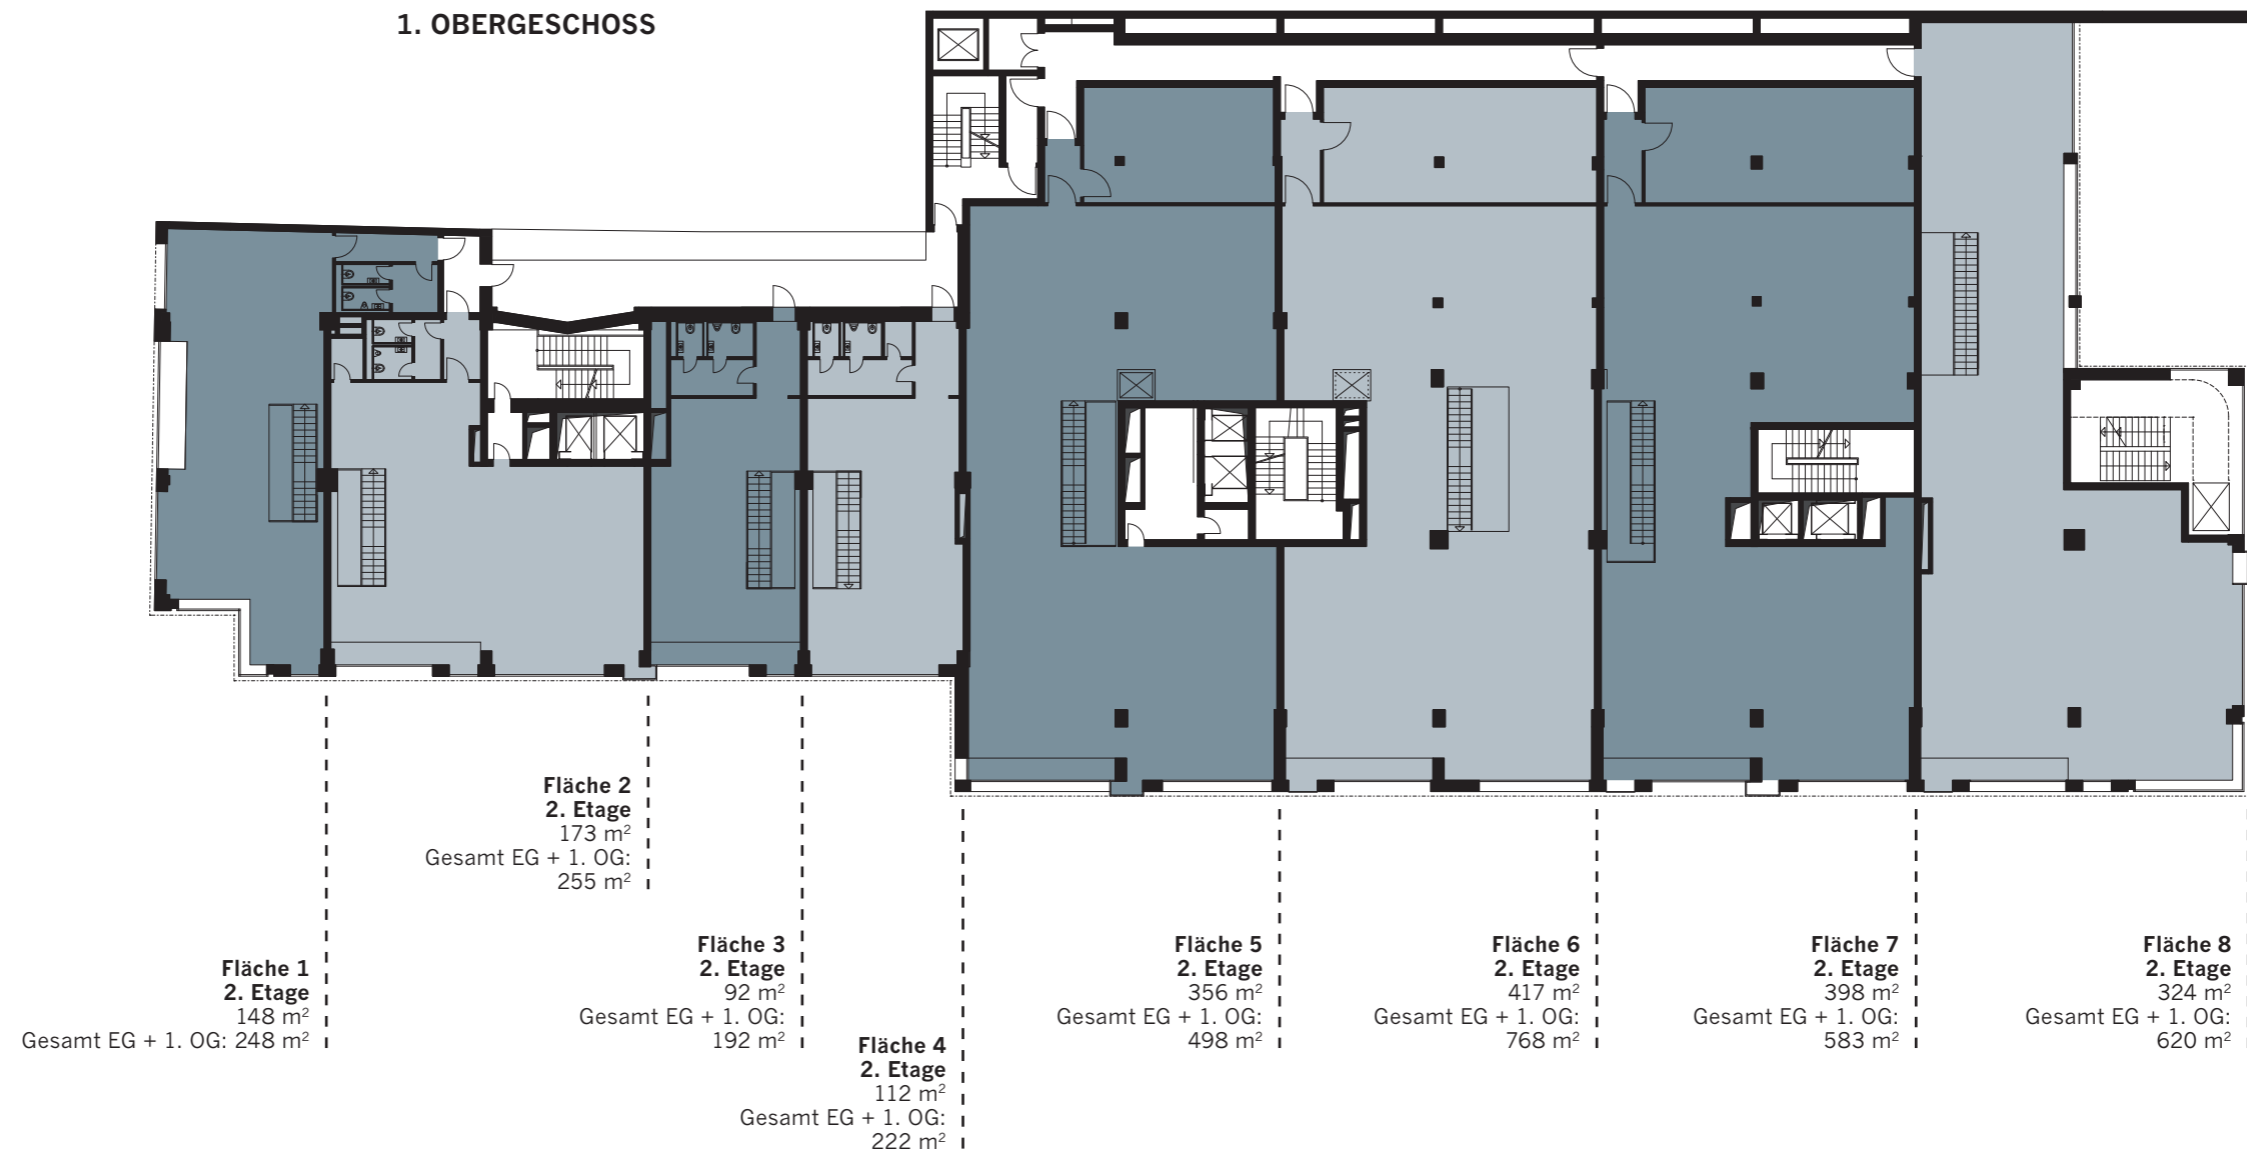 1. OBERGESCHOSS
Fläche 1
2. Etage
148 m²
Gesamt EG + 1. OG: 248 m²
Fläche 2
2. Etage
173 m²
Gesamt EG + 1. OG:
255 m²
Fläche 3
2. Etage
92 m²
Gesamt EG + 1. OG:
192 m²
Fläche 4
2. Etage
112 m²
Gesamt EG + 1. OG:
222 m²
Fläche 5
2. Etage
356 m²
Gesamt EG + 1. OG:
498 m²
Fläche 6
2. Etage
417 m²
Gesamt EG + 1. OG:
768 m²
Fläche 7
2. Etage
398 m²
Gesamt EG + 1. OG:
583 m²
Fläche 8
2. Etage
324 m²
Gesamt EG + 1. OG:
620 m²